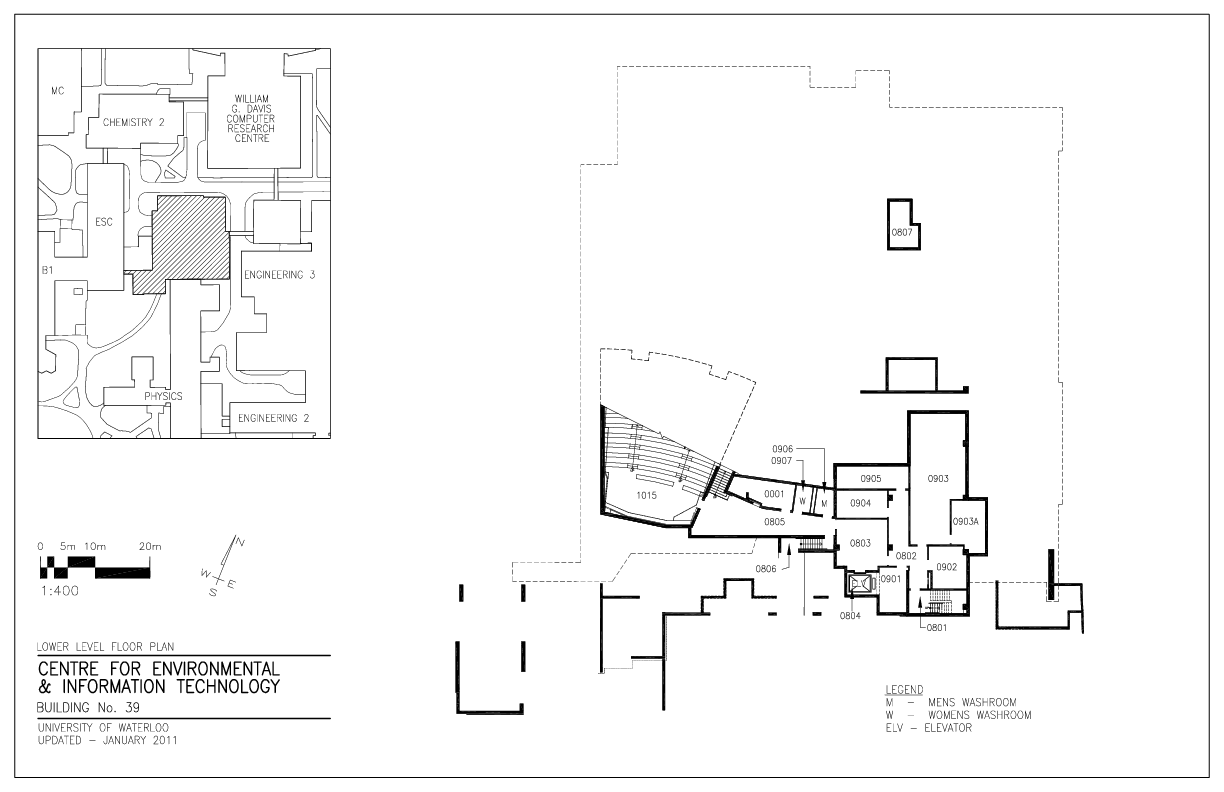 MC
CHEMISTRY 2
WILLIAM
G. DAVIS
COMPUTER
RESEARCH
CENTRE
ESC
B1
ENGINEERING 3
PHYSICS
ENGINEERING 2
0 5m 10m 20m
1:400
N
W E
S
LOWER LEVEL FLOOR PLAN
CENTRE FOR ENVIRONMENTAL
& INFORMATION TECHNOLOGY
BUILDING No. 39
UNIVERSITY OF WATERLOO
UPDATED – JANUARY 2011
0807
0906
0907
0905
0903
1015
0001
W
M
0904
0903A
0805
0803
0802
0806
0901
0902
0804
0801
LEGEND
M – MENS WASHROOM
W – WOMENS WASHROOM
ELV – ELEVATOR